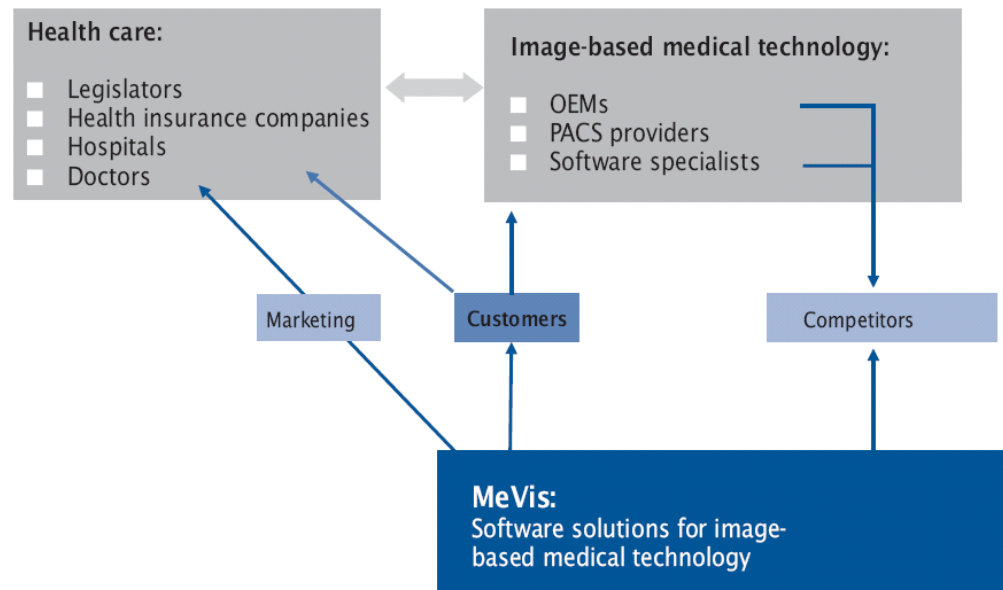 Health care:
Legislators
Health insurance companies
Hospitals
Doctors
Image-based medical technology:
OEMs
PACS providers
Software specialists
Marketing
Customers
Competitors
MeVis:
Software solutions for image-
based medical technology